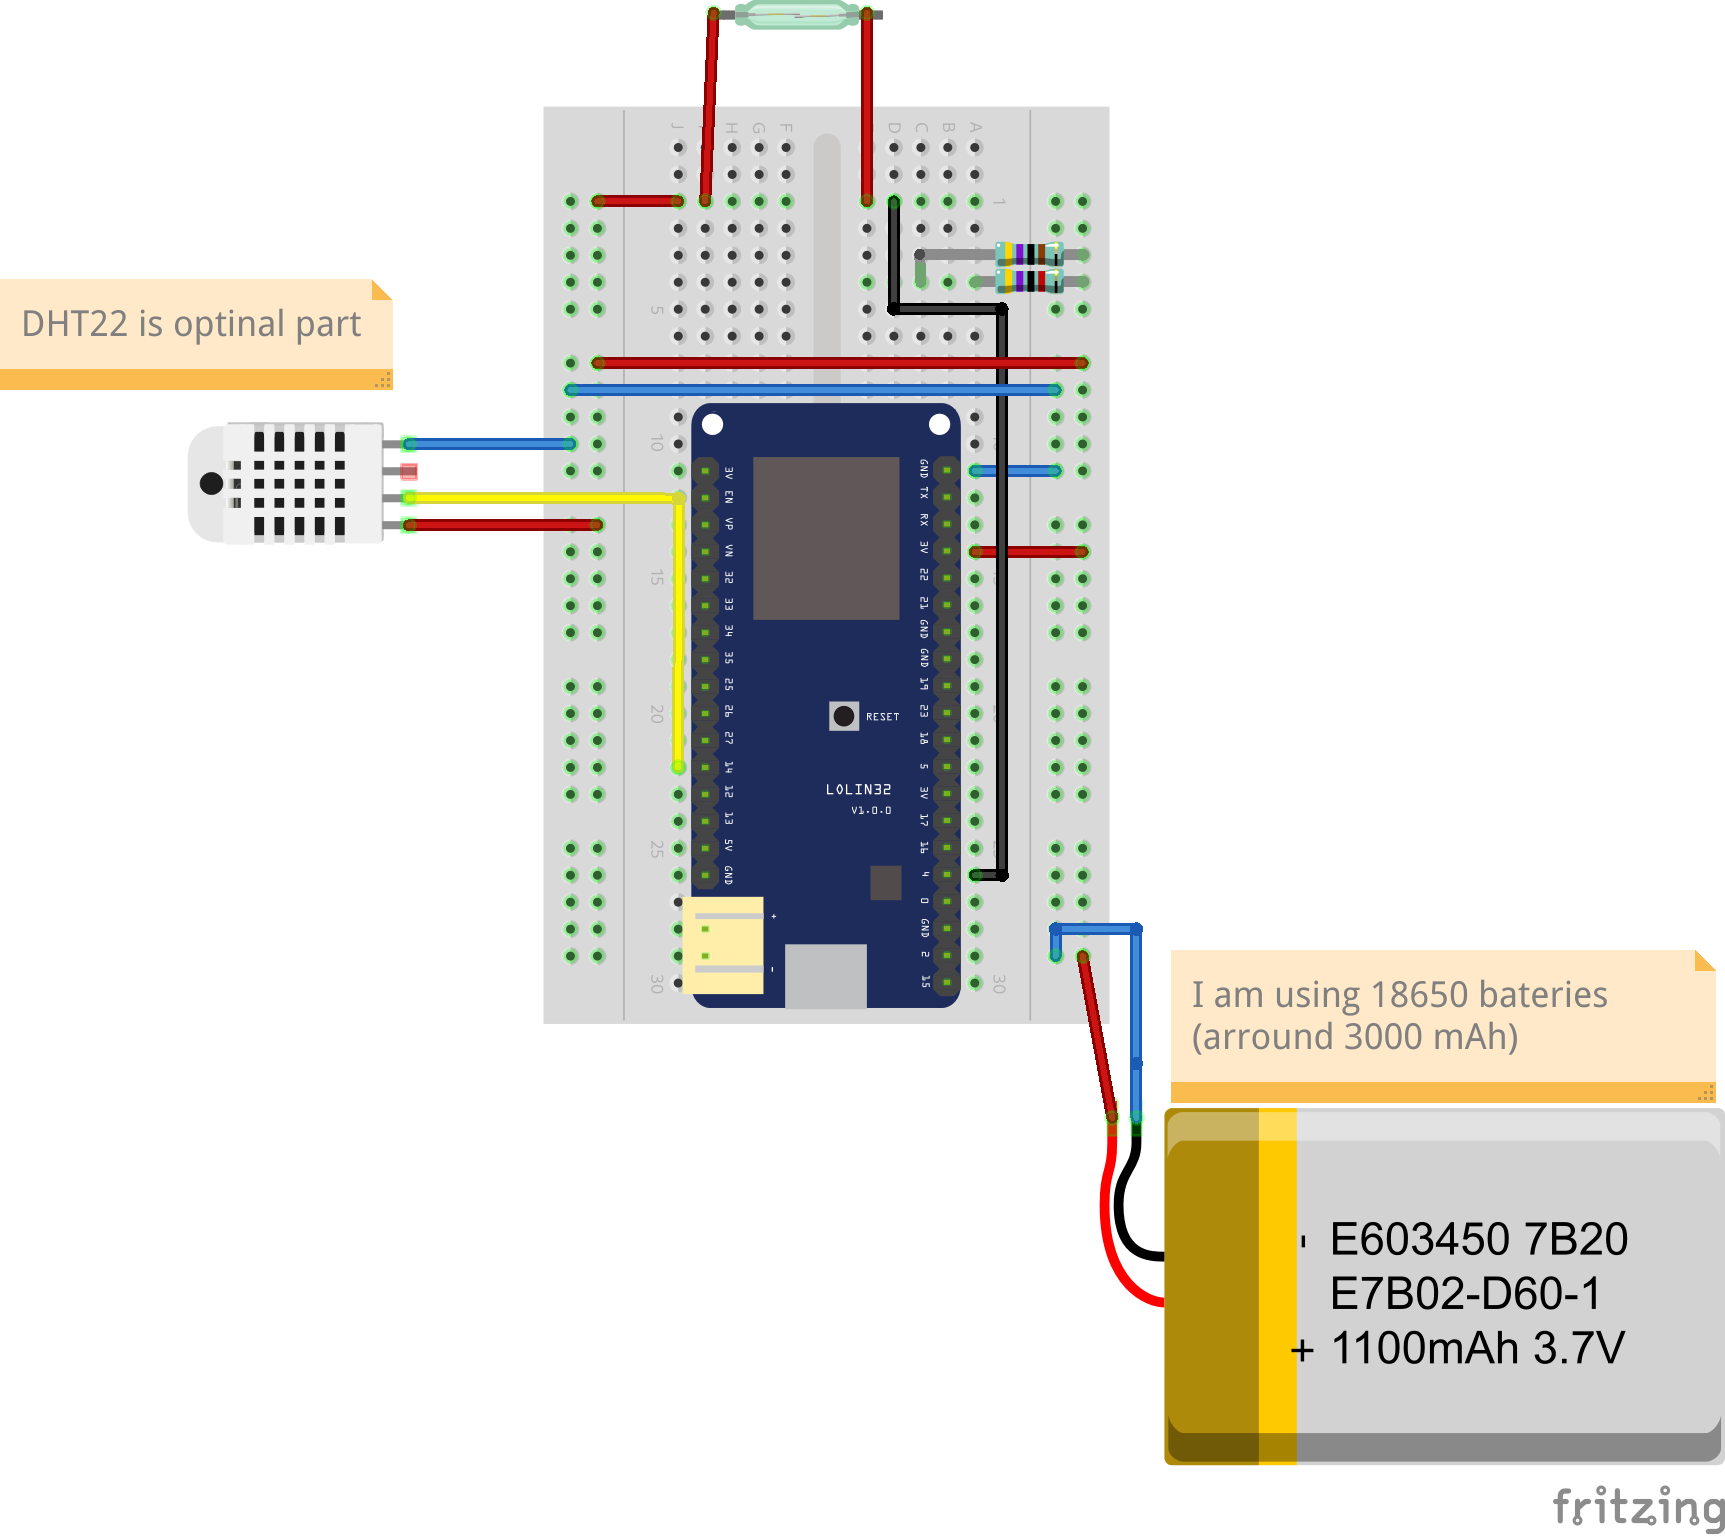 J H G F D C B A
1
DHT22 is optinal part
5
10
3V GND
EN TX
VP RX
VN 3V
15 32 22
33 21
34 GND
35 GND
25 19
20 26 23
27 18
RESET
14 5
LOLIN32
12 3V
V1.0.0
13 17
25 5V 16
GND 4
0
+ GND
- 2
30 15 30
I am using 18650 bateries
(arround 3000 mAh)
- E603450 7B20
E7B02-D60-1
+ 1100mAh 3.7V
fritzing